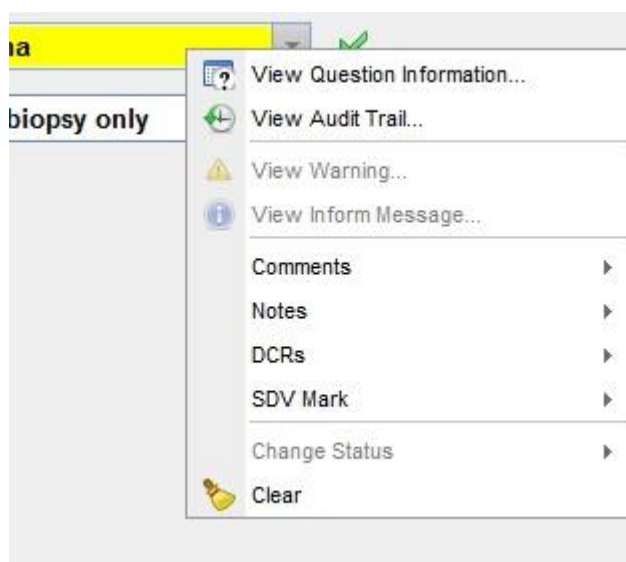 na
View Question Information...
biopsy only
View Audit Trail...
View Warning...
View Inform Message...
Comments
Notes
DCRs
SDV Mark
Change Status
Clear